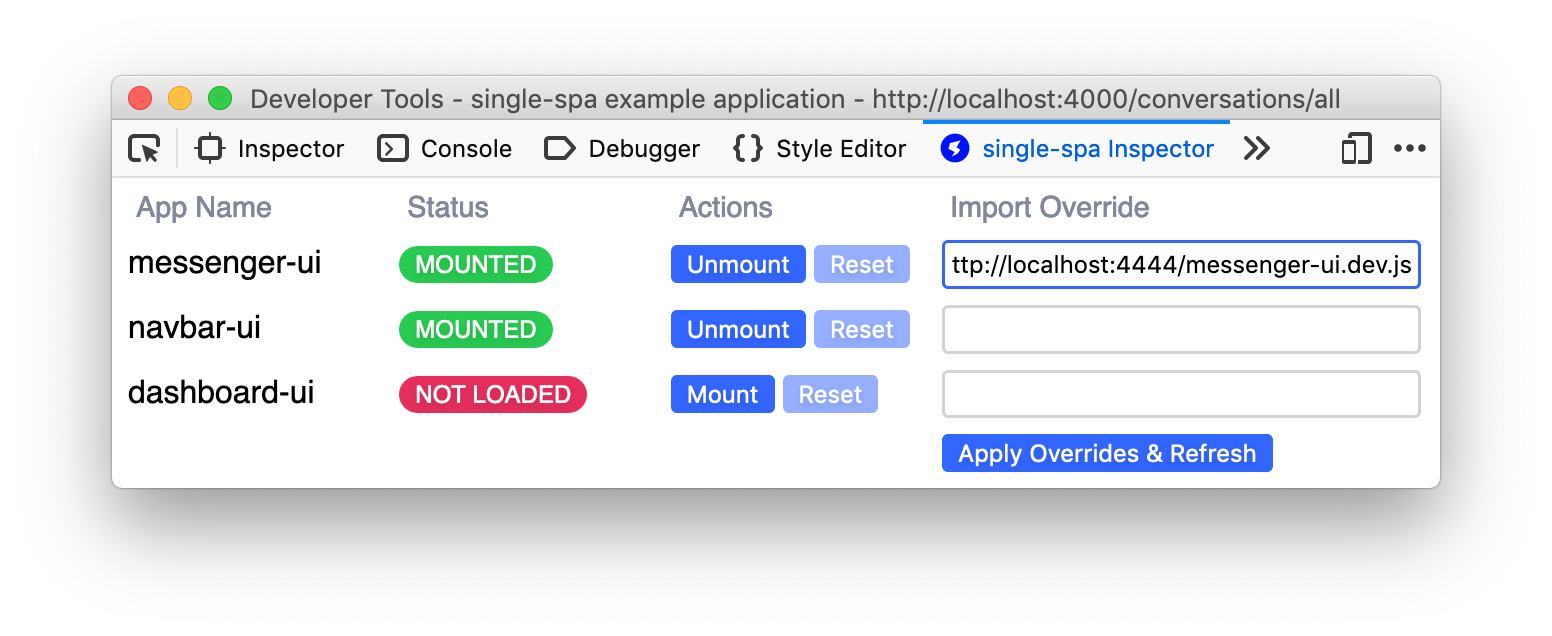 Developer Tools - single-spa example application - http://localhost:4000/conversations/all
Inspector Console Debugger Style Editor single-spa Inspector
App Name Status Actions Import Override
messenger-ui MOUNTED Unmount Reset ttp://localhost:4444/messenger-ui.dev.js
navbar-ui MOUNTED Unmount Reset
dashboard-ui NOT LOADED Mount Reset
Apply Overrides & Refresh